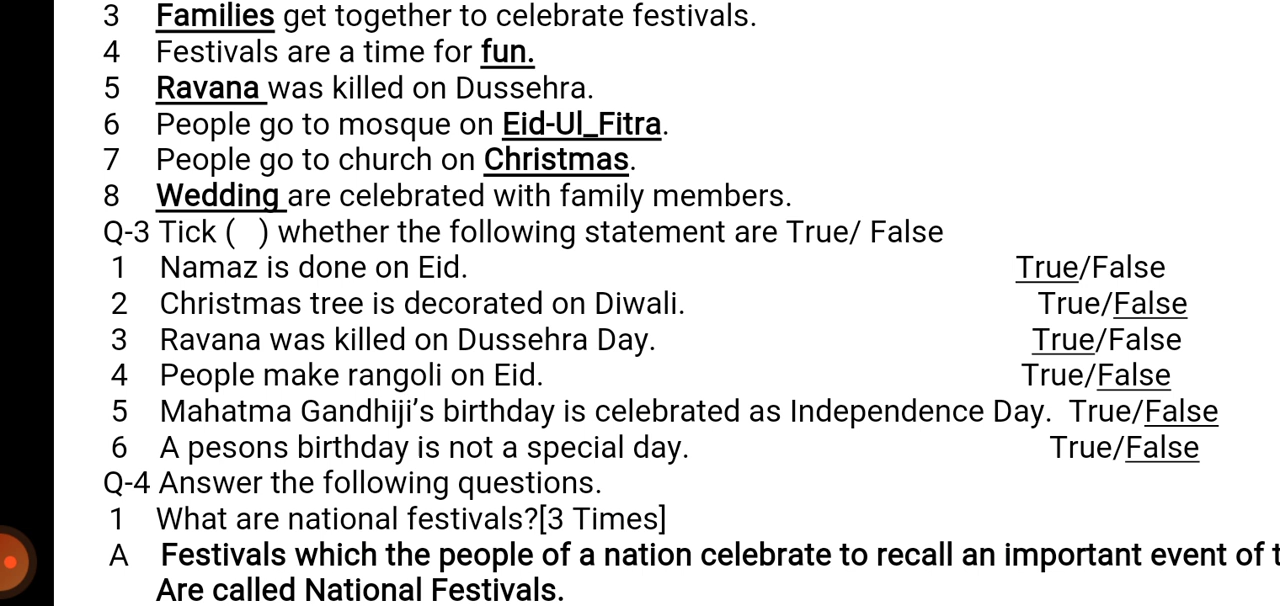 3 Families get together to celebrate festivals.
4 Festivals are a time for fun.
5 Ravana was killed on Dussehra.
6 People go to mosque on Eid-Ul_Fitra.
7 People go to church on Christmas.
8 Wedding are celebrated with family members.
Q-3 Tick ( ) whether the following statement are True/ False
1 Namaz is done on Eid. True/False
2 Christmas tree is decorated on Diwali. True/False
3 Ravana was killed on Dussehra Day. True/False
4 People make rangoli on Eid. True/False
5 Mahatma Gandhiji’s birthday is celebrated as Independence Day. True/False
6 A pesons birthday is not a special day. True/False
Q-4 Answer the following questions.
1 What are national festivals?[3 Times]
A Festivals which the people of a nation celebrate to recall an important event of
Are called National Festivals.